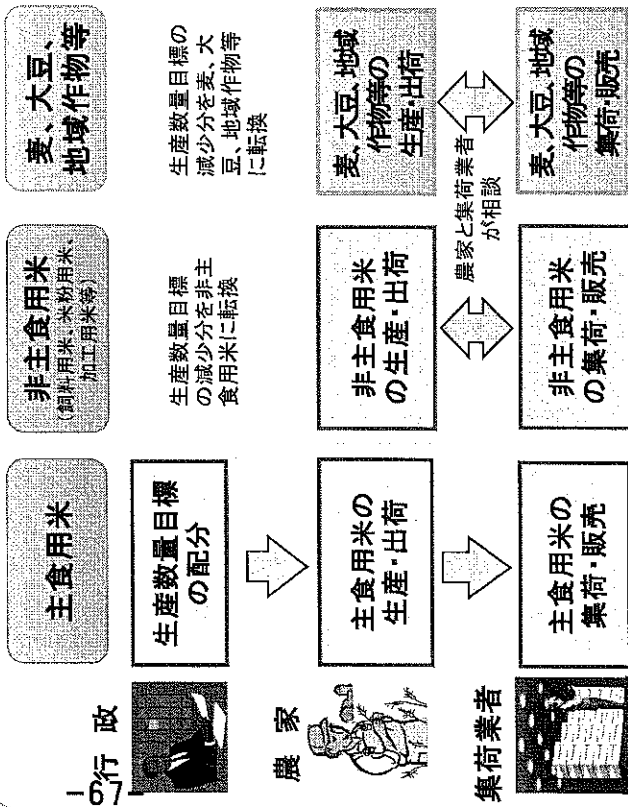 主食用米
非主食用米
（飼料用米、米粉用米、
加工用米等）
麦、大豆、
地域作物等
行政
生産数量目標
の配分
生産数量目標
の減少分を非主
食用米に転換
生産数量目標の
減少分を麦、大
豆、地域作物等
に転換
農家
主食用米の
生産・出荷
非主食用米
の生産・出荷
麦、大豆、地域
作物等の
生産・出荷
農家と集荷業者
が相談
集荷業者
主食用米の
集荷・販売
非主食用米
の集荷・販売
麦、大豆、地域
作物等の
集荷・販売
-67-